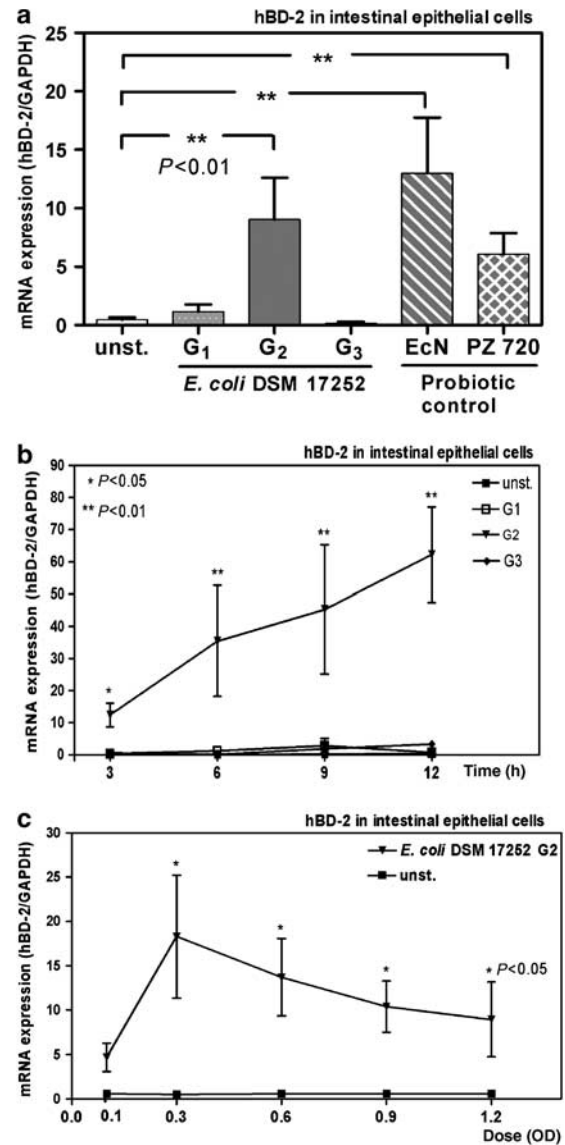 a
hBD-2 in intestinal epithelial cells
mRNA expression (hBD-2/GAPDH)
25
20
15
10
5
0
**
**
**
P<0.01
unst. G1 G2 G3 EcN PZ 720
E. coli DSM 17252
Probiotic
control
b
hBD-2 in intestinal epithelial cells
mRNA expression (hBD-2/GAPDH)
90
80
70
60
50
40
30
20
10
0
* P<0.05
** P<0.01
unst.
G1
G2
G3
* ** ** **
3 6 9 12 Time (h)
c
hBD-2 in intestinal epithelial cells
mRNA expression (hBD-2/GAPDH)
30
25
20
15
10
5
0
E. coli DSM 17252 G2
unst.
* * * * P<0.05
0.0 0.1 0.3 0.6 0.9 1.2
Dose (OD)